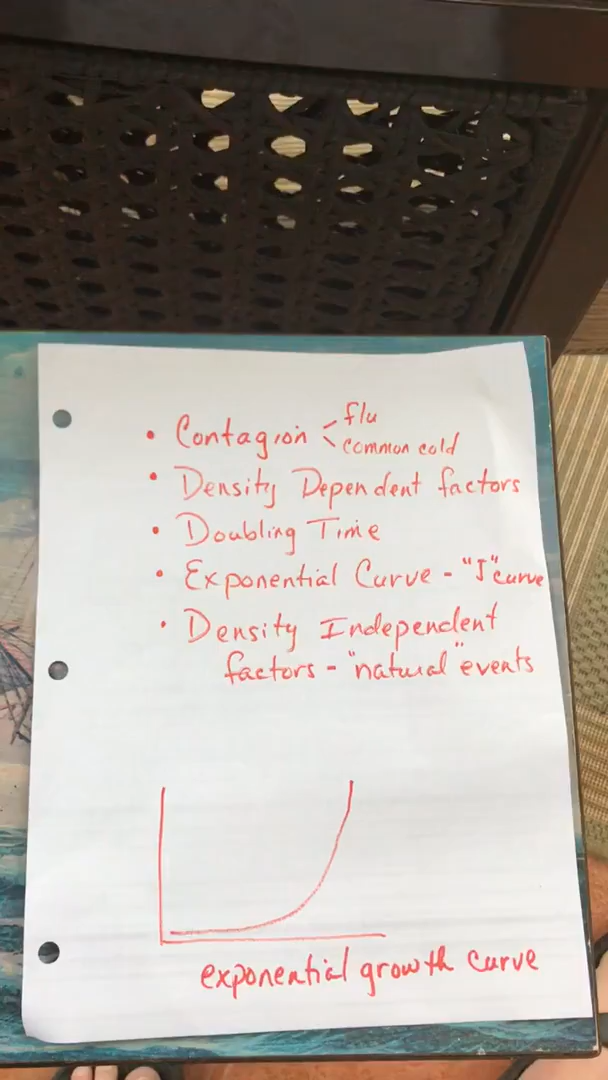 • Contagion < flu
common cold
• Density Dependent factors
• Doubling Time
• Exponential Curve - "J" curve
• Density Independent
factors - "natural" events
exponential growth curve